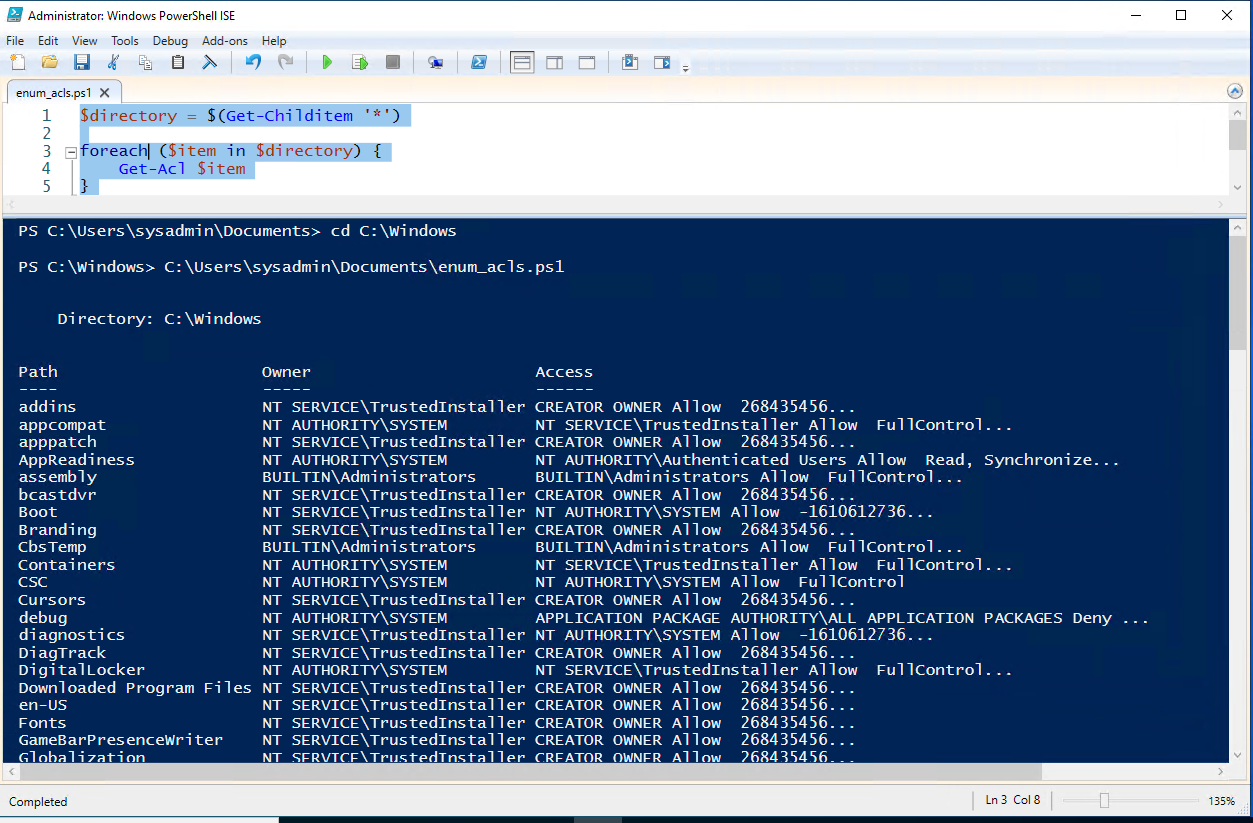 Administrator: Windows PowerShell ISE
File Edit View Tools Debug Add-ons Help
enum_acls.ps1
1 $directory = $(Get-Childitem '*')
2
3 foreach ($item in $directory) {
4 Get-Acl $item
5 }
PS C:\Users\sysadmin\Documents> cd C:\Windows
PS C:\Windows> C:\Users\sysadmin\Documents\enum_acls.ps1
Directory: C:\Windows
Path Owner Access
---- ----- ------
addins NT SERVICE\TrustedInstaller CREATOR OWNER Allow  268435456...
appcompat NT AUTHORITY\SYSTEM NT SERVICE\TrustedInstaller Allow  FullControl...
apppatch NT SERVICE\TrustedInstaller CREATOR OWNER Allow  268435456...
AppReadiness NT AUTHORITY\SYSTEM NT AUTHORITY\Authenticated Users Allow  Read, Synchronize...
assembly BUILTIN\Administrators BUILTIN\Administrators Allow  FullControl...
bcastdvr NT SERVICE\TrustedInstaller CREATOR OWNER Allow  268435456...
Boot NT SERVICE\TrustedInstaller NT AUTHORITY\SYSTEM Allow  -1610612736...
Branding NT SERVICE\TrustedInstaller CREATOR OWNER Allow  268435456...
CbsTemp BUILTIN\Administrators BUILTIN\Administrators Allow  FullControl...
Containers NT AUTHORITY\SYSTEM NT SERVICE\TrustedInstaller Allow  FullControl...
CSC NT AUTHORITY\SYSTEM NT AUTHORITY\SYSTEM Allow  FullControl
Cursors NT SERVICE\TrustedInstaller CREATOR OWNER Allow  268435456...
debug NT AUTHORITY\SYSTEM APPLICATION PACKAGE AUTHORITY\ALL APPLICATION PACKAGES Deny ...
diagnostics NT SERVICE\TrustedInstaller NT AUTHORITY\SYSTEM Allow  -1610612736...
DiagTrack NT SERVICE\TrustedInstaller CREATOR OWNER Allow  268435456...
DigitalLocker NT AUTHORITY\SYSTEM NT SERVICE\TrustedInstaller Allow  FullControl...
Downloaded Program Files NT SERVICE\TrustedInstaller CREATOR OWNER Allow  268435456...
en-US NT SERVICE\TrustedInstaller CREATOR OWNER Allow  268435456...
Fonts NT SERVICE\TrustedInstaller CREATOR OWNER Allow  268435456...
GameBarPresenceWriter NT SERVICE\TrustedInstaller CREATOR OWNER Allow  268435456...
Globalization NT SERVICE\TrustedInstaller CREATOR OWNER Allow  268435456...
Completed Ln 3 Col 8 135%